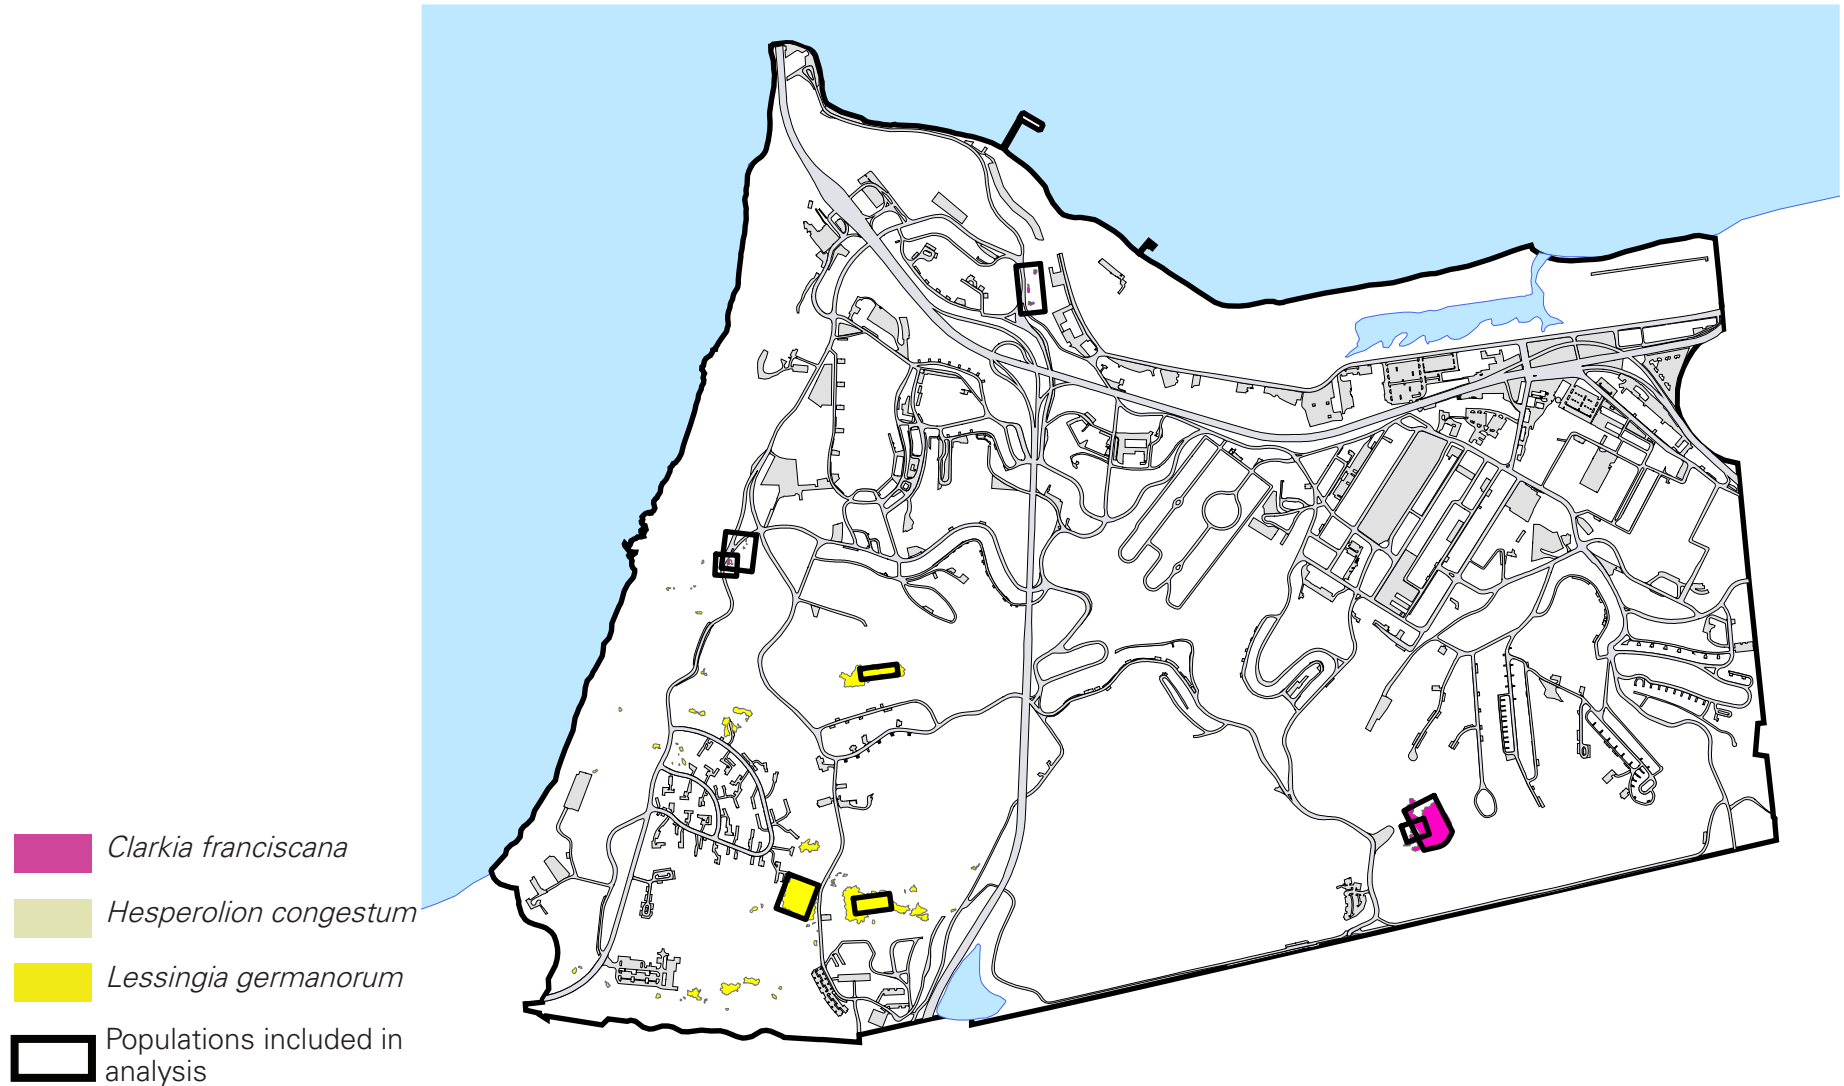 Clarkia franciscana
Hesperolion congestum
Lessingia germanorum
Populations included in
analysis